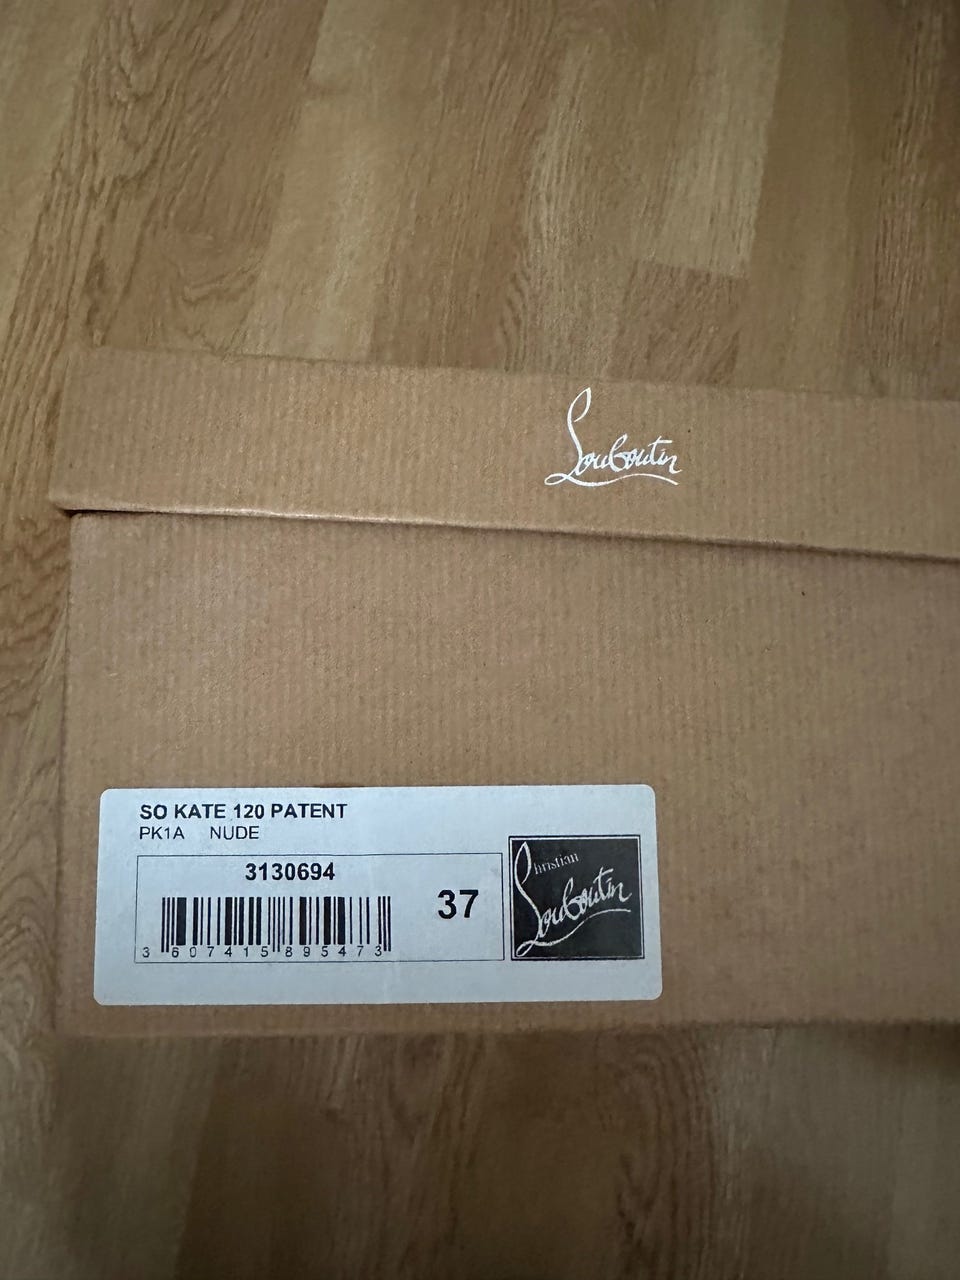 Louboutin
SO KATE 120 PATENT
PK1A NUDE
3130694
37
3 607415 895473
Christian
Louboutin